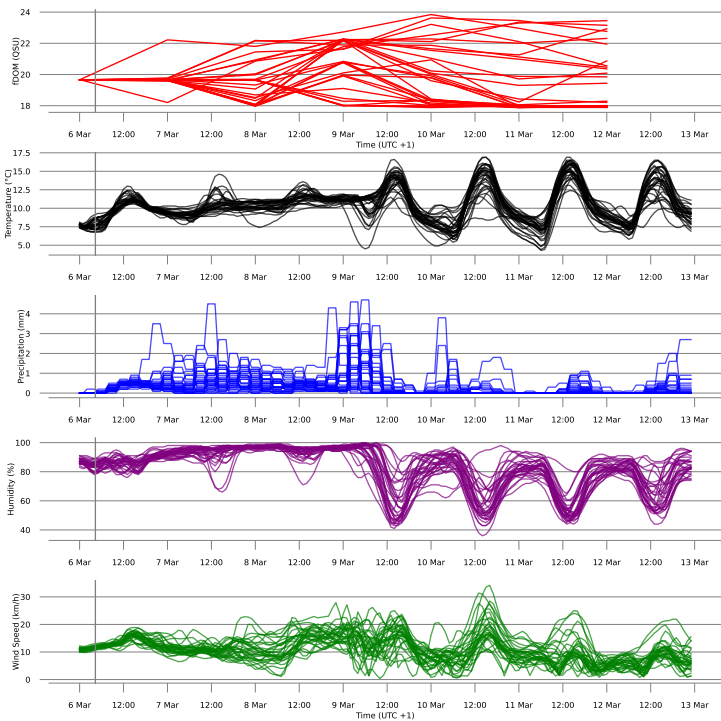 24
22
20
18
fDOM (QSU)
6 Mar 12:00 7 Mar 12:00 8 Mar 12:00 9 Mar 12:00 10 Mar 12:00 11 Mar 12:00 12 Mar 12:00 13 Mar
Time (UTC +1)
17.5
15.0
12.5
10.0
7.5
5.0
Temperature (°C)
6 Mar 12:00 7 Mar 12:00 8 Mar 12:00 9 Mar 12:00 10 Mar 12:00 11 Mar 12:00 12 Mar 12:00 13 Mar
4
3
2
1
0
Precipitation (mm)
6 Mar 12:00 7 Mar 12:00 8 Mar 12:00 9 Mar 12:00 10 Mar 12:00 11 Mar 12:00 12 Mar 12:00 13 Mar
100
80
60
40
Humidity (%)
6 Mar 12:00 7 Mar 12:00 8 Mar 12:00 9 Mar 12:00 10 Mar 12:00 11 Mar 12:00 12 Mar 12:00 13 Mar
30
20
10
0
Wind Speed (km/h)
6 Mar 12:00 7 Mar 12:00 8 Mar 12:00 9 Mar 12:00 10 Mar 12:00 11 Mar 12:00 12 Mar 12:00 13 Mar
Time (UTC +1)